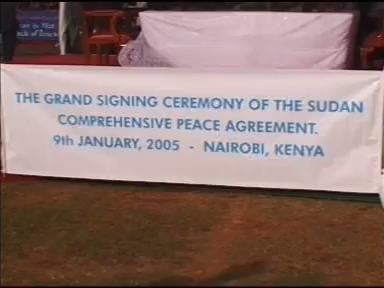 THE GRAND SIGNING CEREMONY OF THE SUDAN
COMPREHENSIVE PEACE AGREEMENT.
9th JANUARY, 2005 - NAIROBI, KENYA